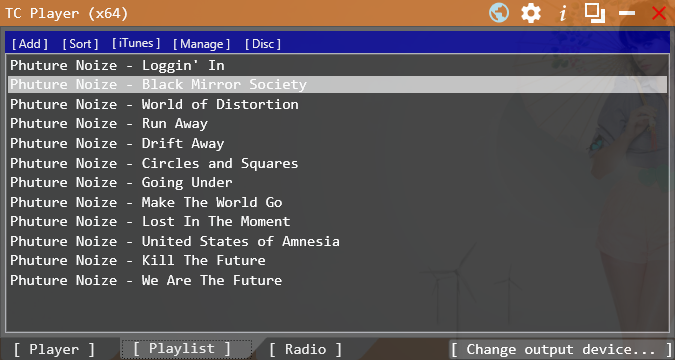 TC Player (x64)
[ Add ] [ Sort ] [ iTunes ] [ Manage ] [ Disc ]
Phuture Noize - Loggin' In
Phuture Noize - Black Mirror Society
Phuture Noize - World of Distortion
Phuture Noize - Run Away
Phuture Noize - Drift Away
Phuture Noize - Circles and Squares
Phuture Noize - Going Under
Phuture Noize - Make The World Go
Phuture Noize - Lost In The Moment
Phuture Noize - United States of Amnesia
Phuture Noize - Kill The Future
Phuture Noize - We Are The Future
[ Player ] [ Playlist ] [ Radio ] [ Change output device... ]